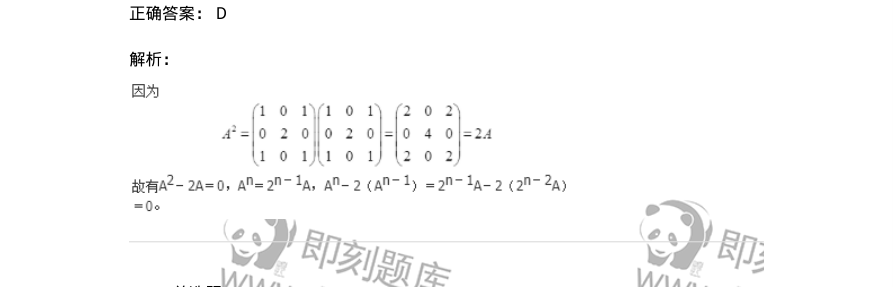 正确答案： D
解析：
因为
A²=(1 0 1)(1 0 1) (2 0 2)
0 2 0 0 2 0 = 0 4 0 =2A
1 0 1 1 0 1 2 0 2
故有A²－2A＝0，Aⁿ＝2ⁿ⁻¹A，Aⁿ－2（Aⁿ⁻¹）＝2ⁿ⁻¹A－2（2ⁿ⁻²A）
＝0。
即刻题库 即
WWW